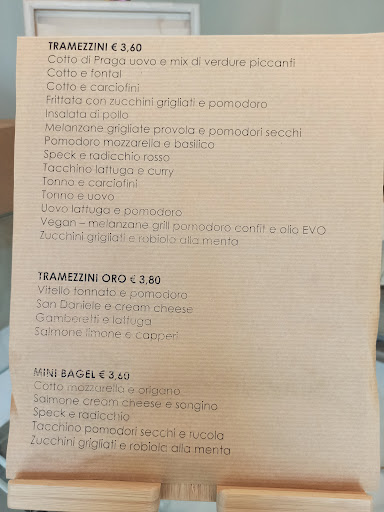 TRAMEZZINI € 3,60
Cotto di Praga uovo e mix di verdure piccanti
Cotto e fontal
Cotto e carciofini
Frittata con zucchini grigliati e pomodoro
Insalata di pollo
Melanzane grigliate provola e pomodori secchi
Pomodoro mozzarella e basilico
Speck e radicchio rosso
Tacchino lattuga e curry
Tonno e carciofini
Tonno e uovo
Uovo lattuga e pomodoro
Vegan – melanzane grill pomodoro confit e olio EVO
Zucchini grigliati e robiola alla menta
TRAMEZZINI ORO € 3,80
Vitello tonnato e pomodoro
San Daniele e cream cheese
Gamberetti e lattuga
Salmone limone e capperi
MINI BAGEL € 3,60
Cotto mozzarella e origano
Salmone cream cheese e songino
Speck e radicchio
Tacchino pomodori secchi e rucola
Zucchini grigliati e robiola alla menta